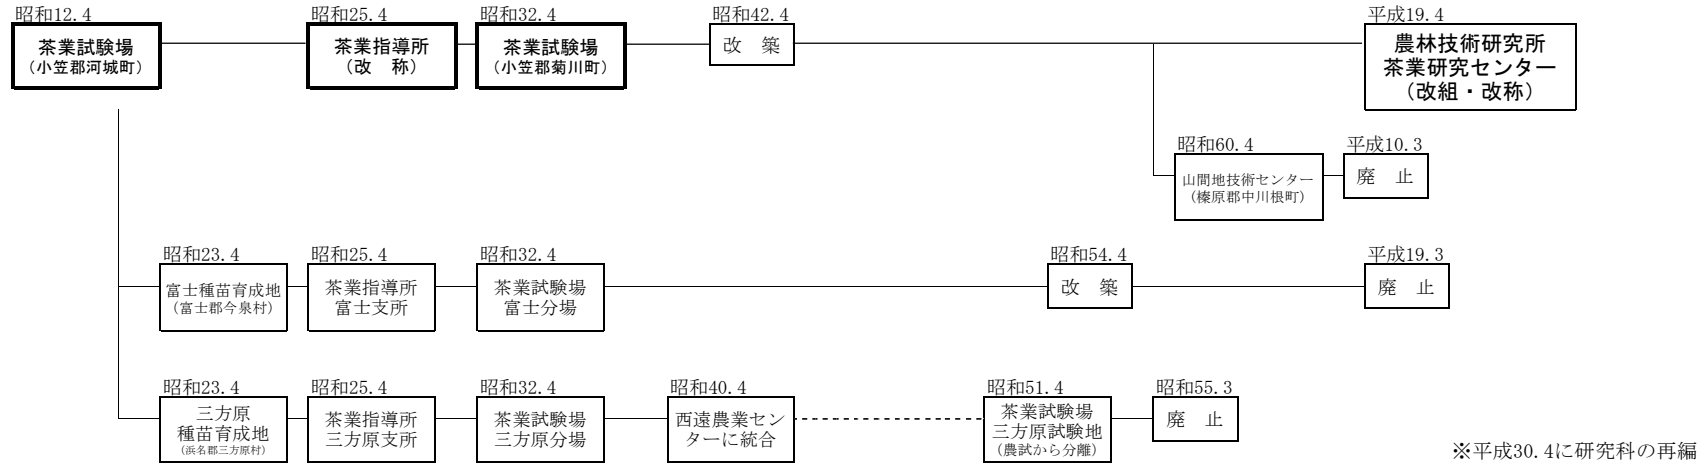 昭和12.4
茶業試験場
（小笠郡河城町）
昭和25.4
茶業指導所
（改　称）
昭和32.4
茶業試験場
（小笠郡菊川町）
昭和42.4
改　築
平成19.4
農林技術研究所
茶業研究センター
（改組・改称）
昭和60.4
山間地技術センター
（榛原郡中川根町）
平成10.3
廃　止
昭和23.4
富士種苗育成地
（富士郡今泉村）
昭和25.4
茶業指導所
富士支所
昭和32.4
茶業試験場
富士分場
昭和54.4
改　築
平成19.3
廃　止
昭和23.4
三方原
種苗育成地
（浜名郡三方原村）
昭和25.4
茶業指導所
三方原支所
昭和32.4
茶業試験場
三方原分場
昭和40.4
西遠農業セン
ターに統合
昭和51.4
茶業試験場
三方原試験地
（農試から分離）
昭和55.3
廃　止
※平成30.4に研究科の再編